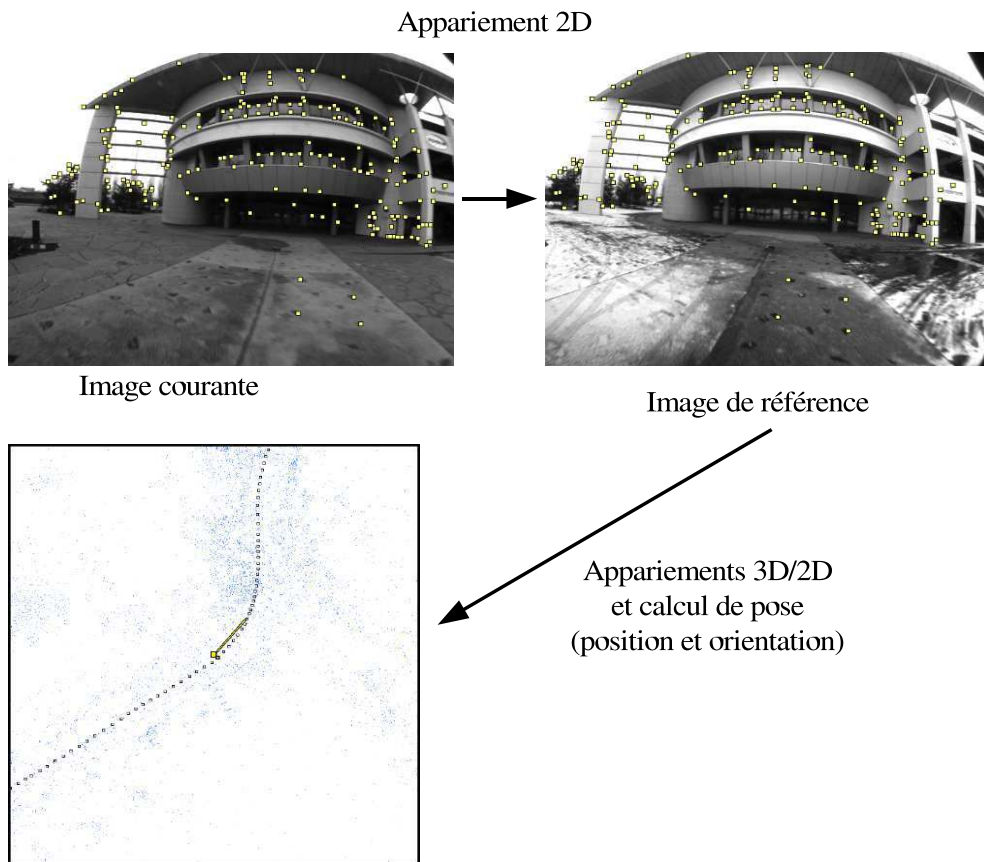 Appariement 2D
Image courante
Image de référence
Appariements 3D/2D
et calcul de pose
(position et orientation)